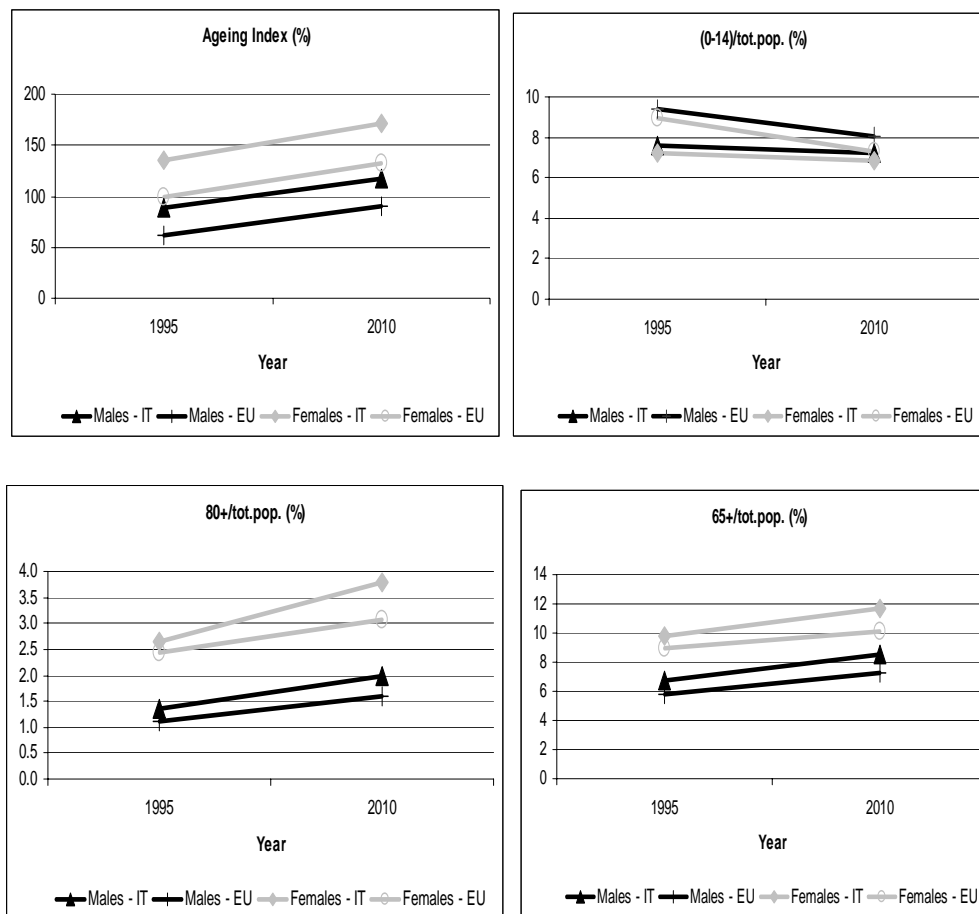 Ageing Index (%)
200
150
100
50
0
1995 2010
Year
Males - IT Males - EU Females - IT Females - EU
(0-14)/tot.pop. (%)
10
8
6
4
2
0
1995 2010
Year
Males - IT Males - EU Females - IT Females - EU
80+/tot.pop. (%)
4.0
3.5
3.0
2.5
2.0
1.5
1.0
0.5
0.0
1995 2010
Year
Males - IT Males - EU Females - IT Females - EU
65+/tot.pop. (%)
14
12
10
8
6
4
2
0
1995 2010
Year
Males - IT Males - EU Females - IT Females - EU